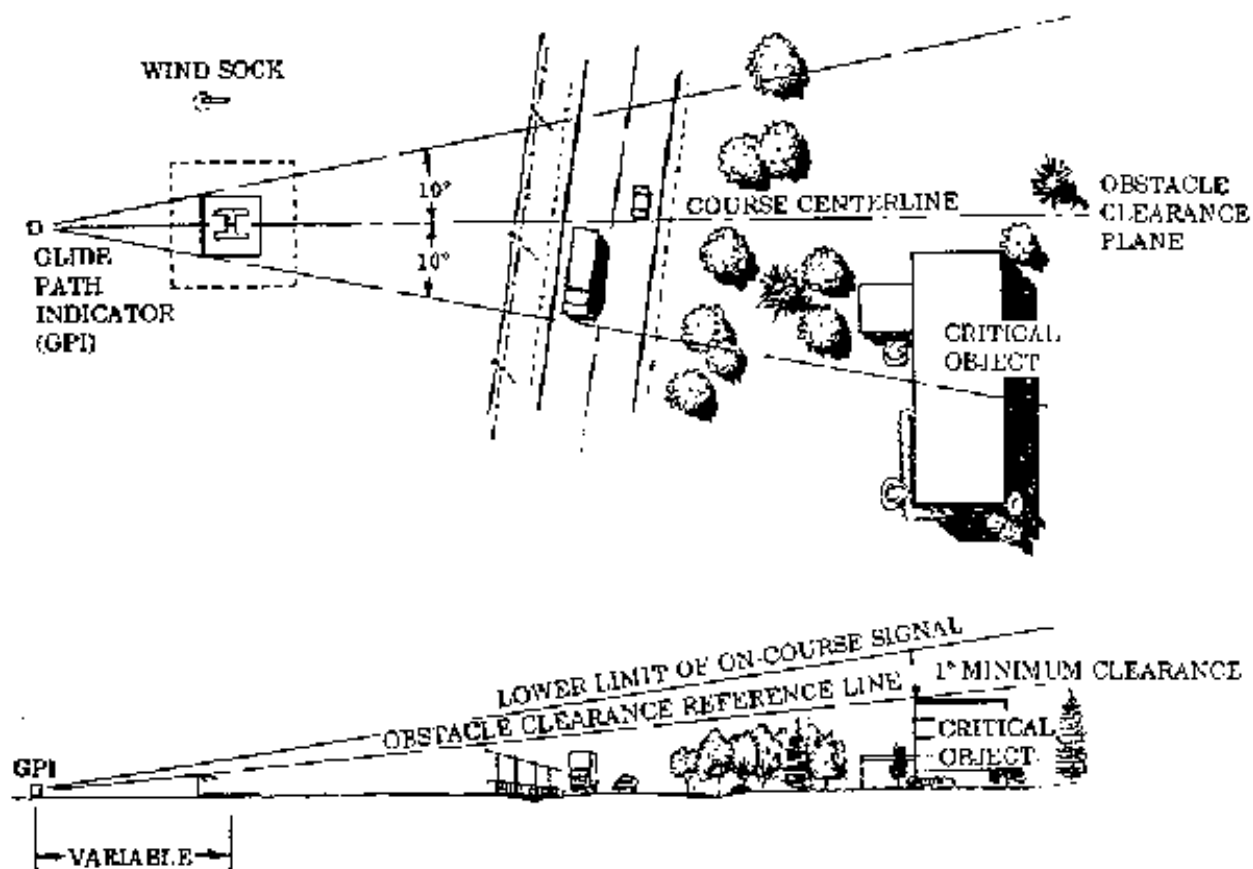 WIND SOCK
10°
10°
H
COURSE CENTERLINE
OBSTACLE
CLEARANCE
PLANE
GLIDE
PATH
INDICATOR
(GPI)
CRITICAL
OBJECT
LOWER LIMIT OF ON-COURSE SIGNAL
1° MINIMUM CLEARANCE
OBSTACLE CLEARANCE REFERENCE LINE
CRITICAL
OBJECT
GPI
VARIABLE